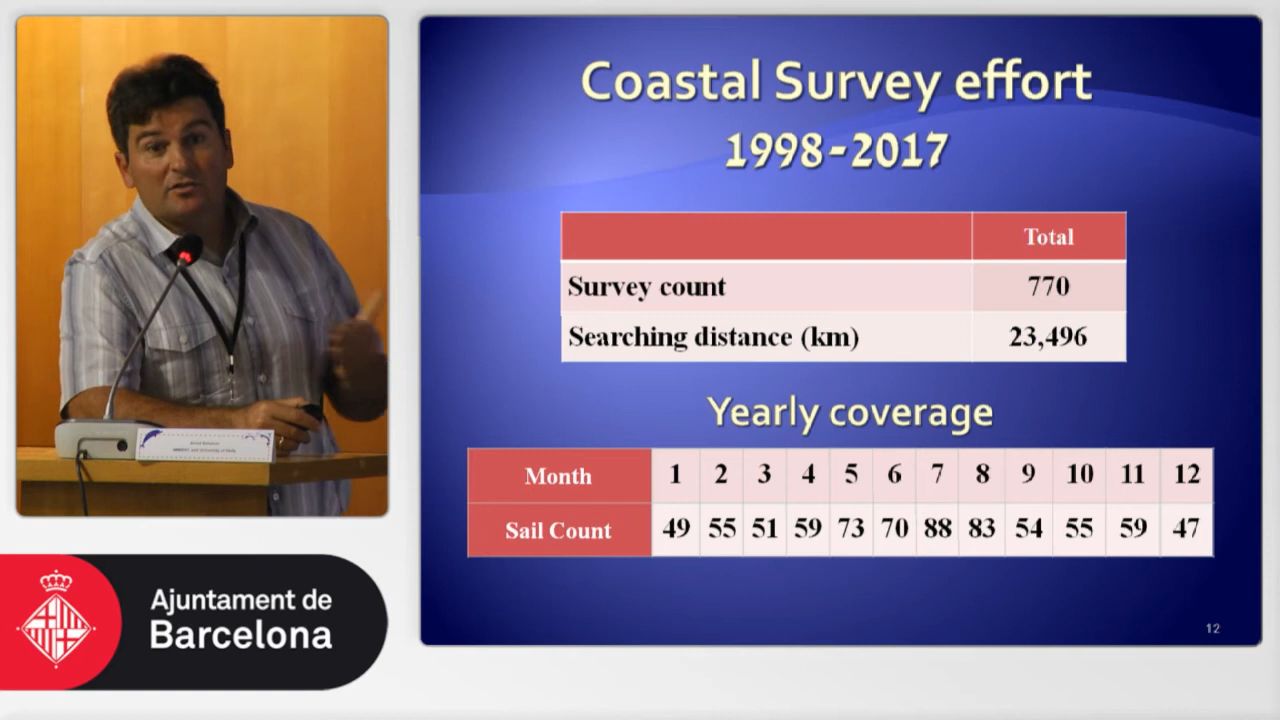 Coastal Survey effort
1998-2017
Total
Survey count 770
Searching distance (km) 23,496
Yearly coverage
Month 1 2 3 4 5 6 7 8 9 10 11 12
Sail Count 49 55 51 59 73 70 88 83 54 55 59 47
12
Ajuntament de
Barcelona